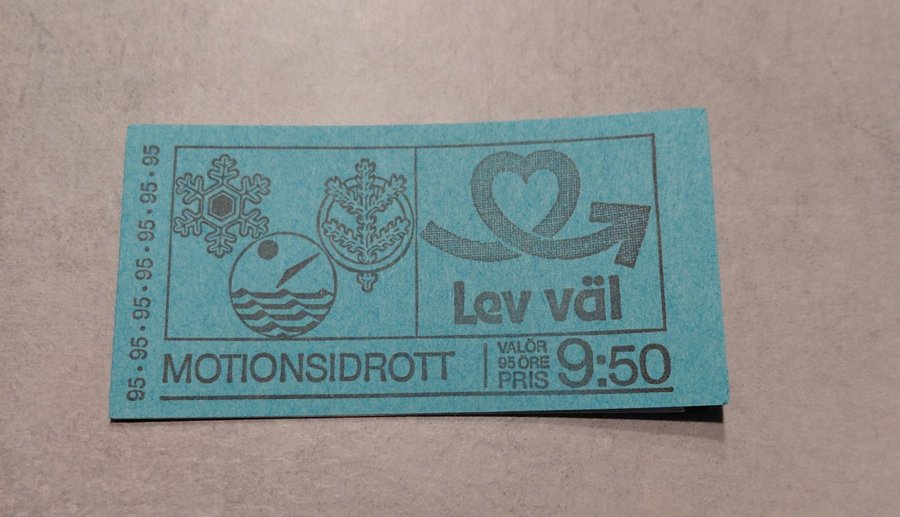 95·95·95·95·95·95
Lev väl
MOTIONSIDROTT
VALÖR
95 ÖRE
PRIS
9:50